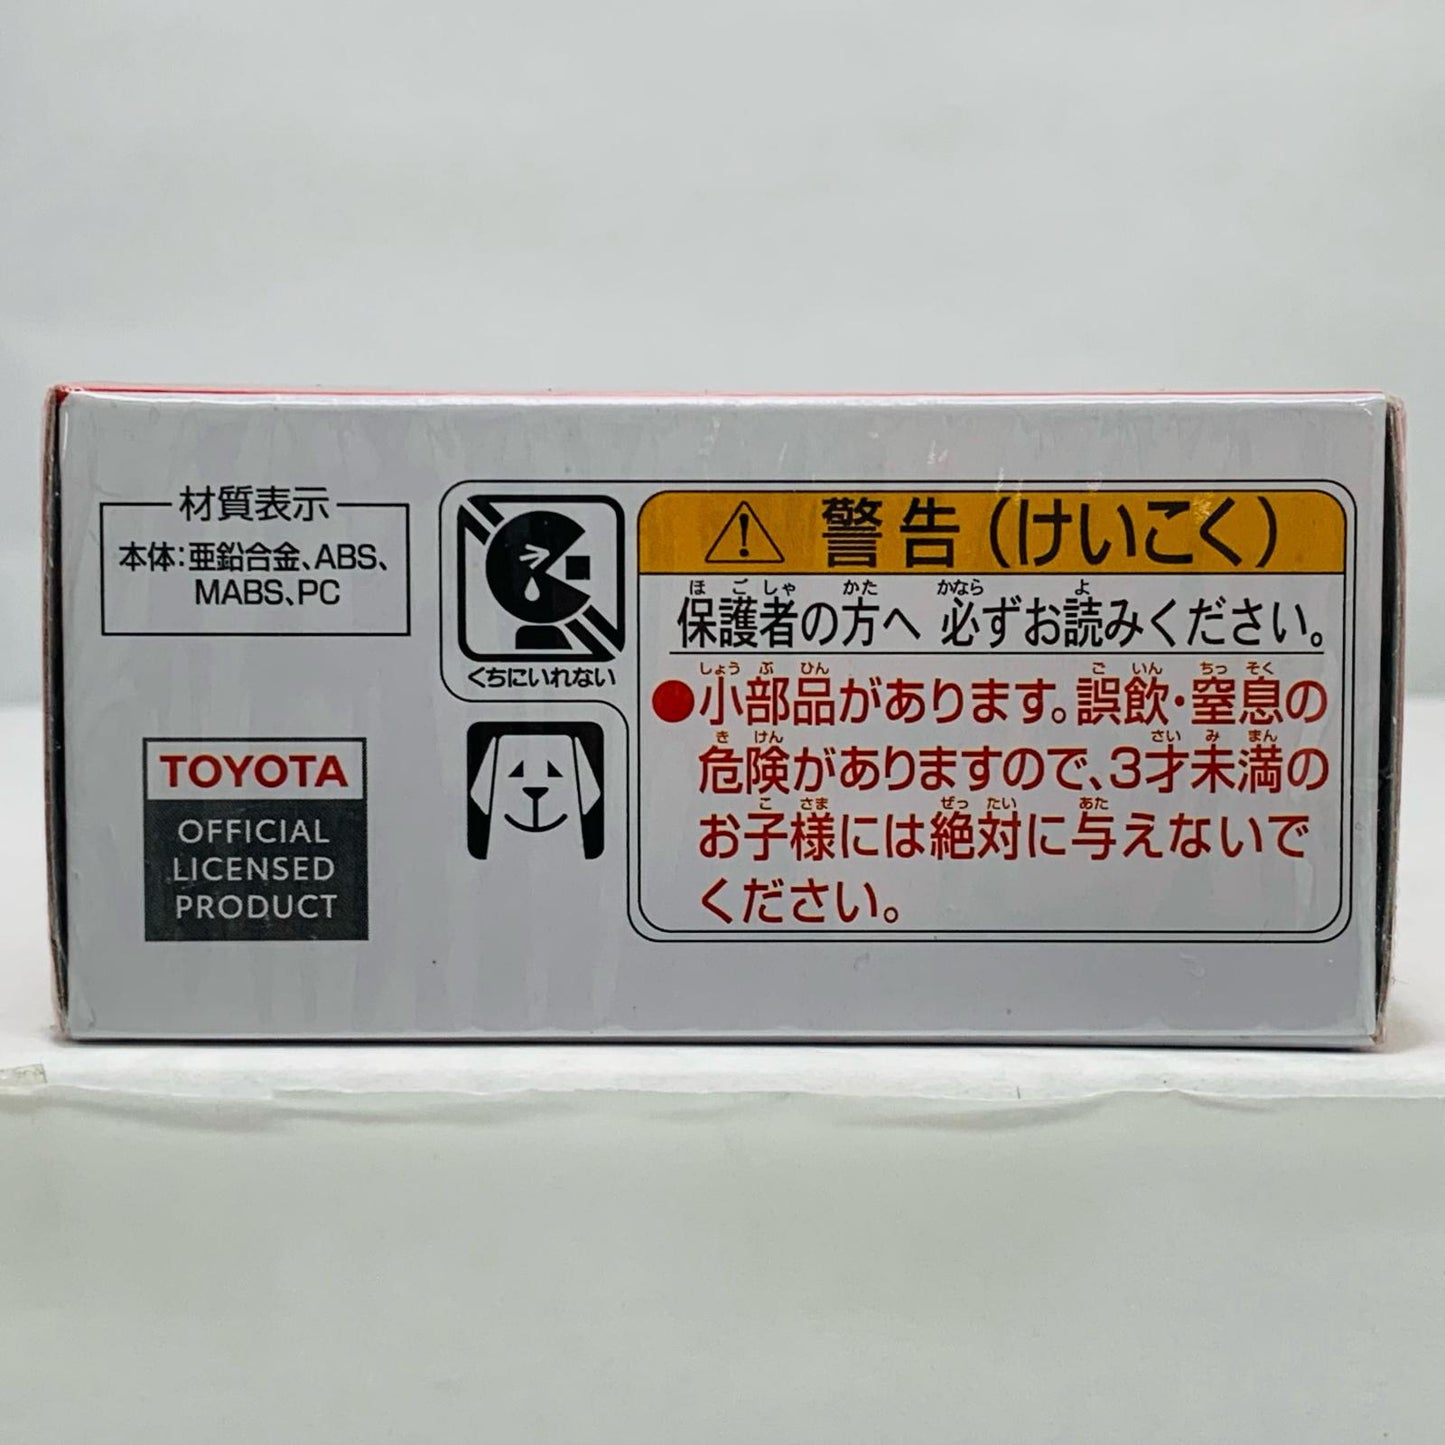 材質表示
本体:亜鉛合金、ABS、
MABS、PC
TOYOTA
OFFICIAL
LICENSED
PRODUCT
くちにいれない
警告(けいこく)
ほごしゃ かた かなら よ
保護者の方へ 必ずお読みください。
しょう ぶ ひん ご いん ちっ そく
●小部品があります。誤飲・窒息の
き けん さい み まん
危険がありますので、3才未満の
こ さま ぜっ たい あた
お子様には絶対に与えないで
ください。